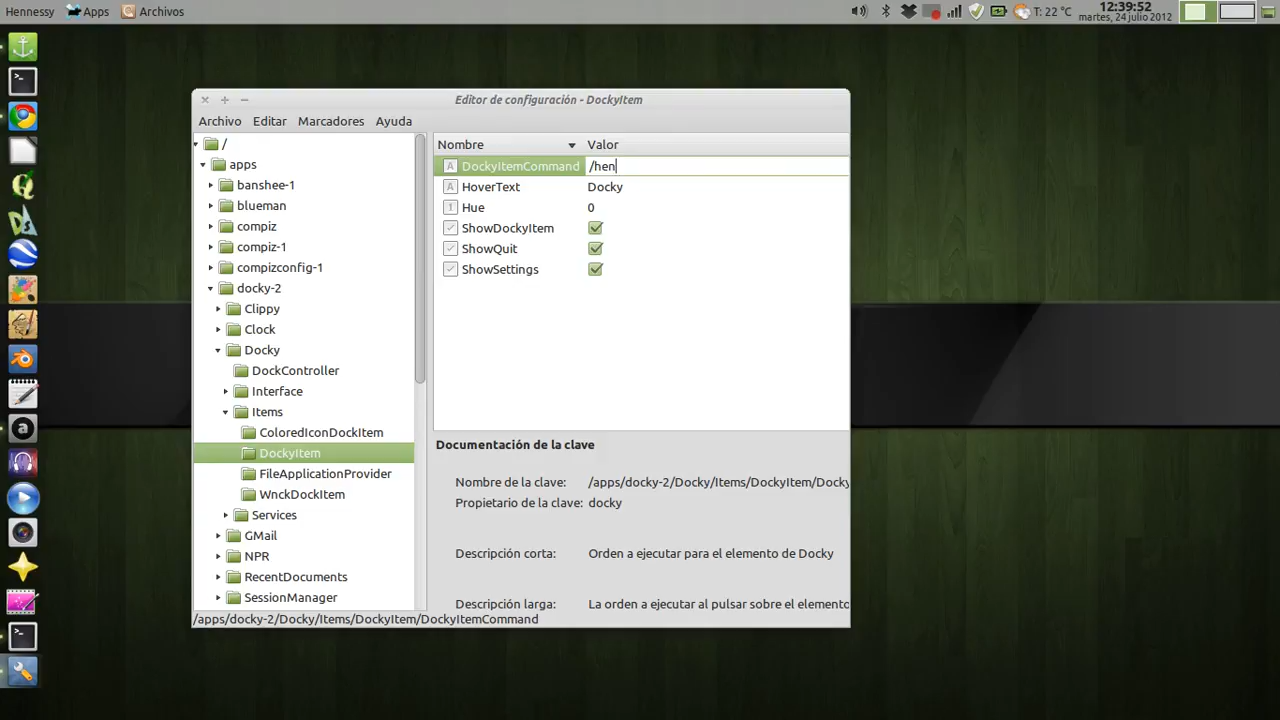 Hennessy Apps Archivos T: 22 °C 12:39:52
martes, 24 julio 2012
Editor de configuración - DockyItem
Archivo Editar Marcadores Ayuda
/
apps
banshee-1
blueman
compiz
compiz-1
compizconfig-1
docky-2
Clippy
Clock
Docky
DockController
Interface
Items
ColoredIconDockItem
DockyItem
FileApplicationProvider
WnckDockItem
Services
GMail
NPR
RecentDocuments
SessionManager
Nombre Valor
DockyItemCommand /hen
HoverText Docky
Hue 0
ShowDockyItem
ShowQuit
ShowSettings
Documentación de la clave
Nombre de la clave: /apps/docky-2/Docky/Items/DockyItem/Docky
Propietario de la clave: docky
Descripción corta: Orden a ejecutar para el elemento de Docky
Descripción larga: La orden a ejecutar al pulsar sobre el elemento
/apps/docky-2/Docky/Items/DockyItem/DockyItemCommand